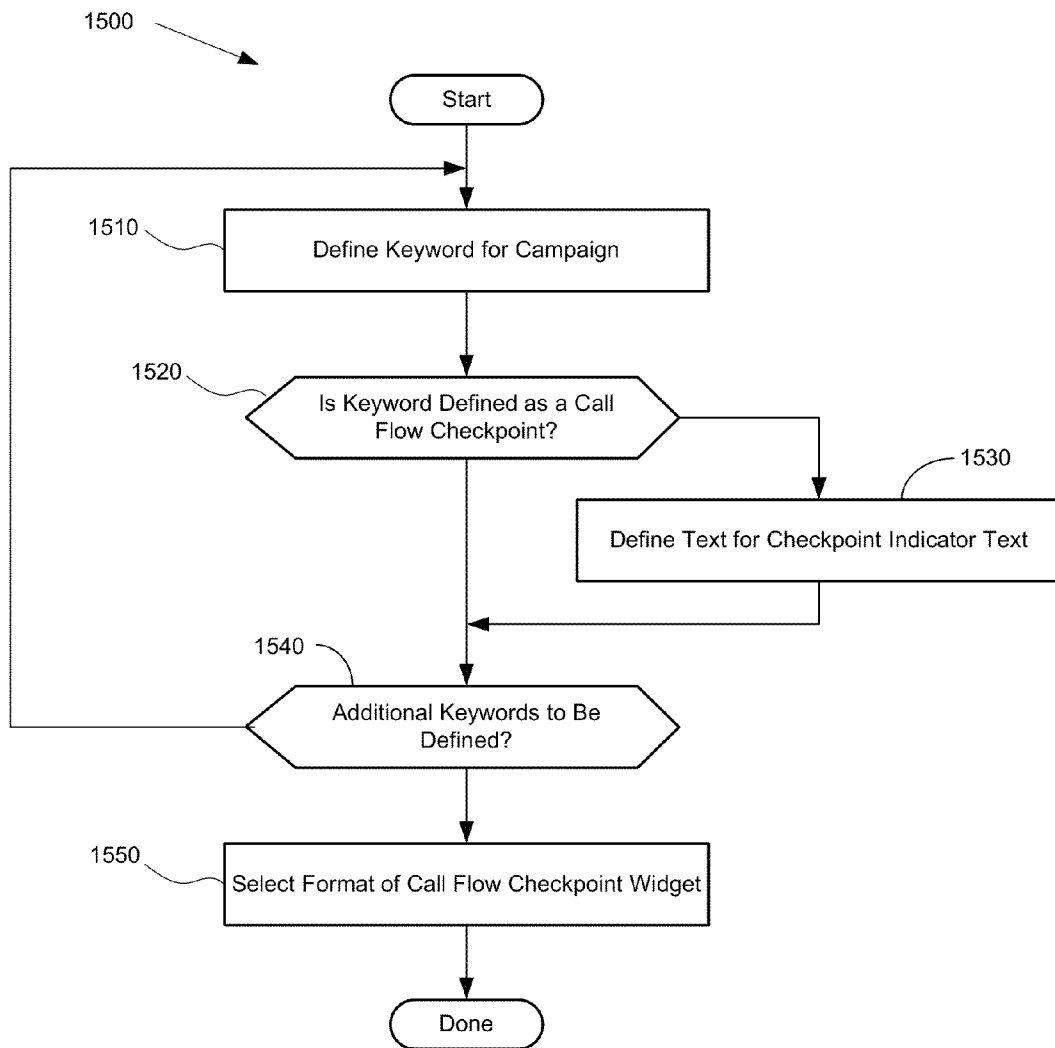 1500
Start
1510
Define Keyword for Campaign
1520
Is Keyword Defined as a Call
Flow Checkpoint?
1530
Define Text for Checkpoint Indicator Text
1540
Additional Keywords to Be
Defined?
1550
Select Format of Call Flow Checkpoint Widget
Done